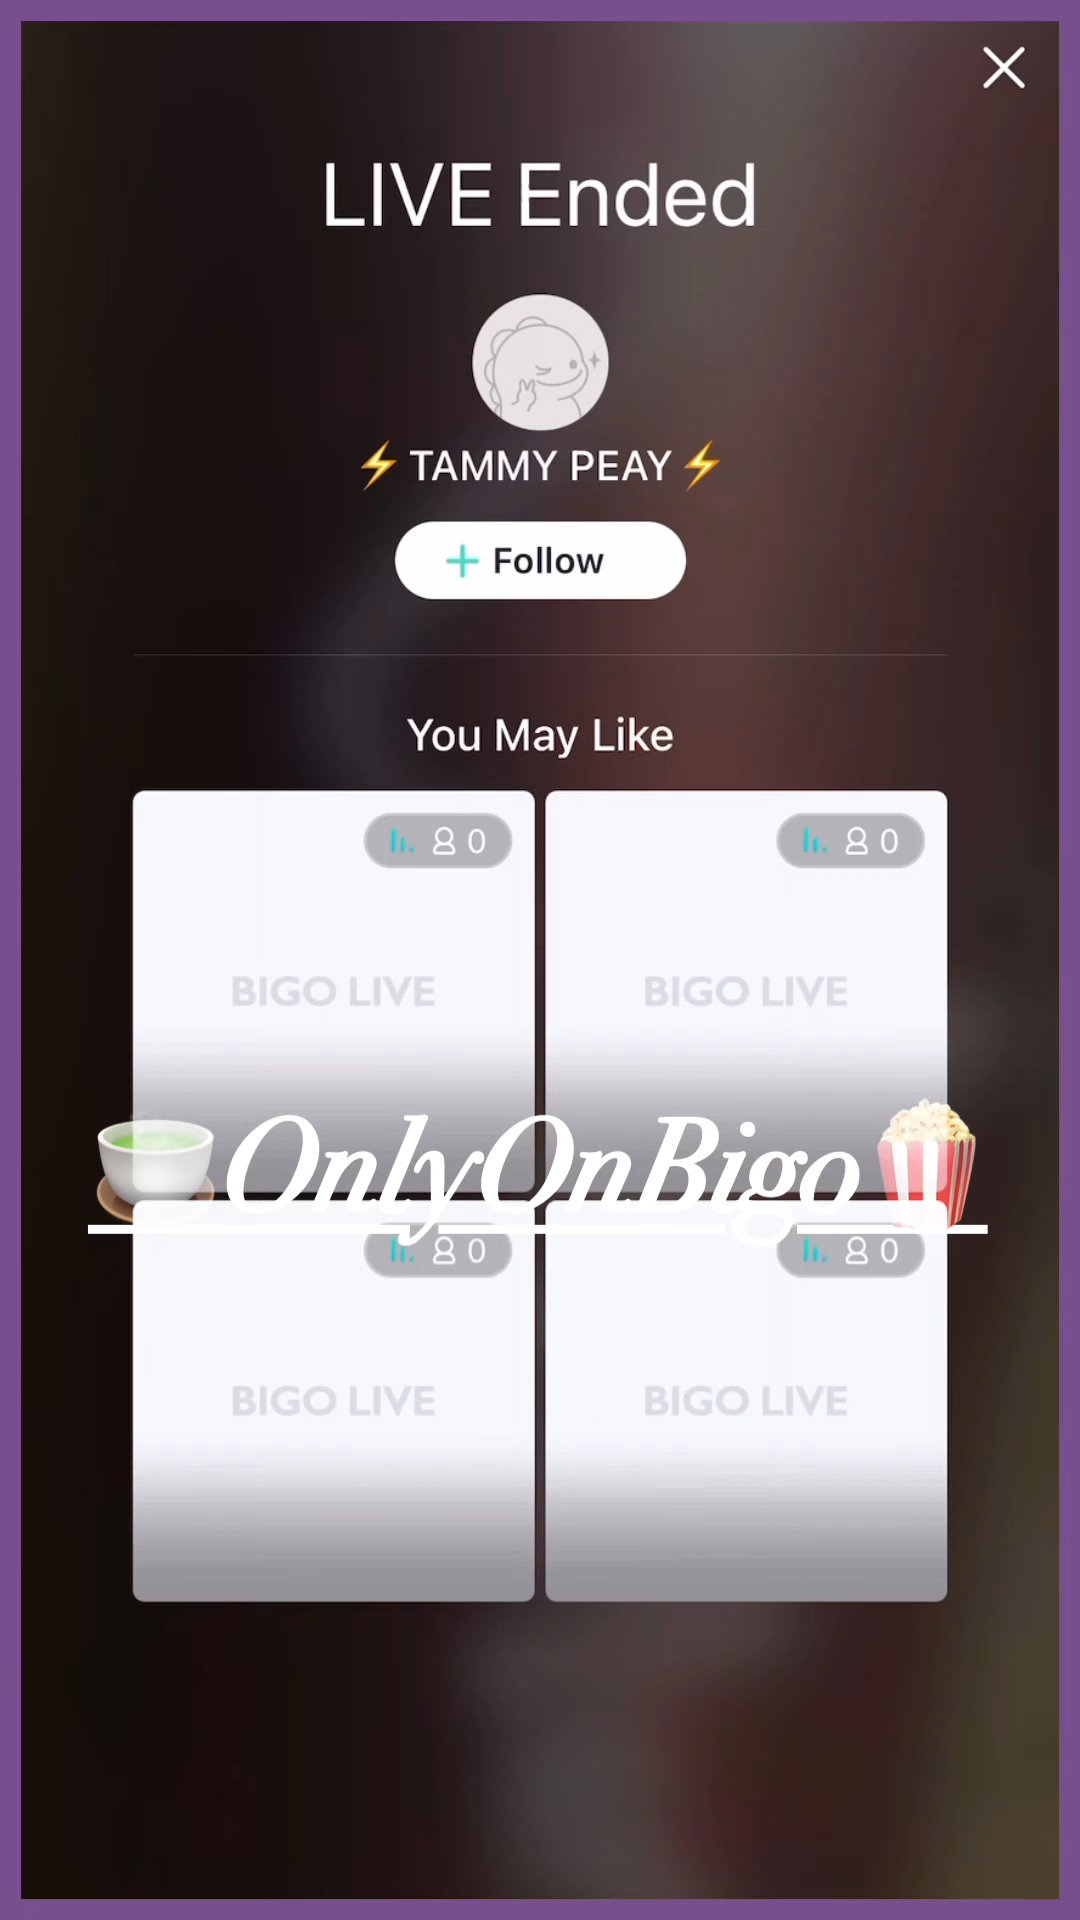 LIVE Ended
⚡ TAMMY PEAY ⚡
+ Follow
You May Like
0
0
BIGO LIVE
BIGO LIVE
🍵OnlyOnBigo🍿
0
0
BIGO LIVE
BIGO LIVE